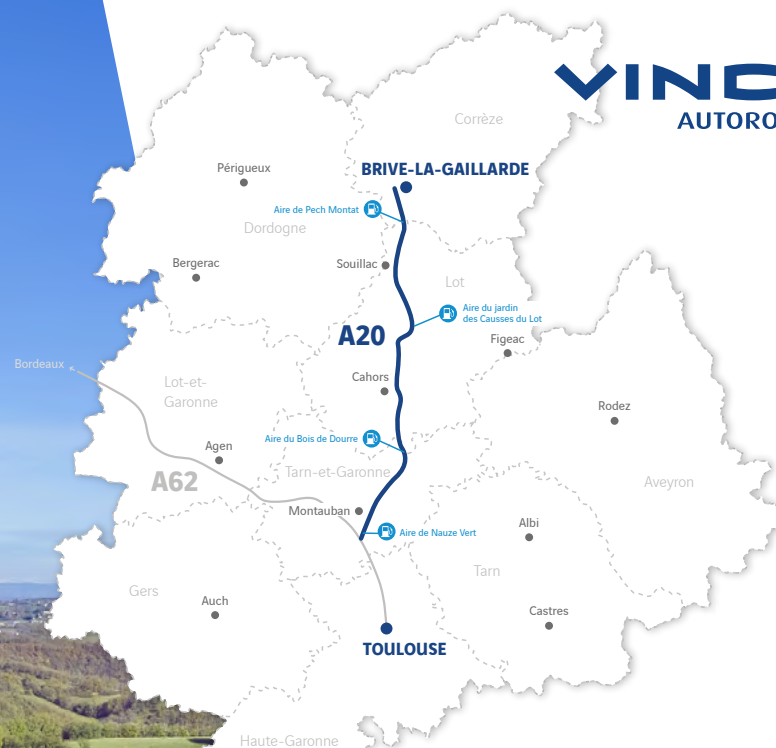 VINC
AUTORO
Corrèze
Périgueux
BRIVE-LA-GAILLARDE
Aire de Pech Montat
Dordogne
Bergerac
Souillac
Lot
Aire du jardin
des Causses du Lot
A20
Figeac
Bordeaux
Cahors
Lot-et-
Garonne
Rodez
Aire du Bois de Dourre
Agen
Tarn-et-Garonne
A62
Aveyron
Montauban
Albi
Aire de Nauze Vert
Tarn
Gers
Auch
Castres
TOULOUSE
Haute-Garonne